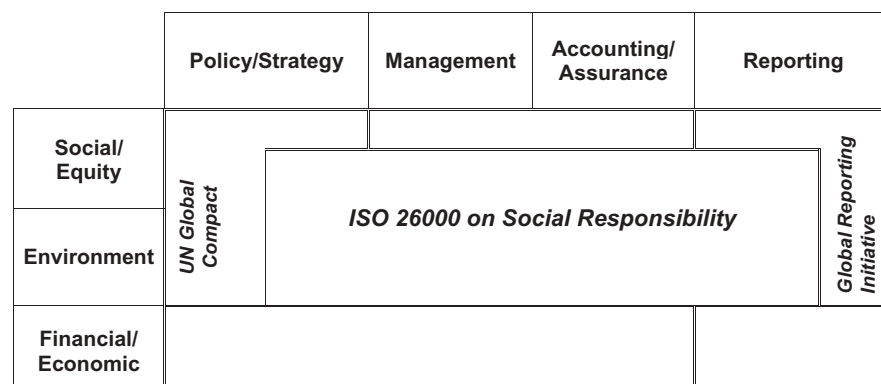 Policy/Strategy
Management
Accounting/
Assurance
Reporting
Social/
Equity
UN Global
Compact
ISO 26000 on Social Responsibility
Global Reporting
Initiative
Environment
Financial/
Economic